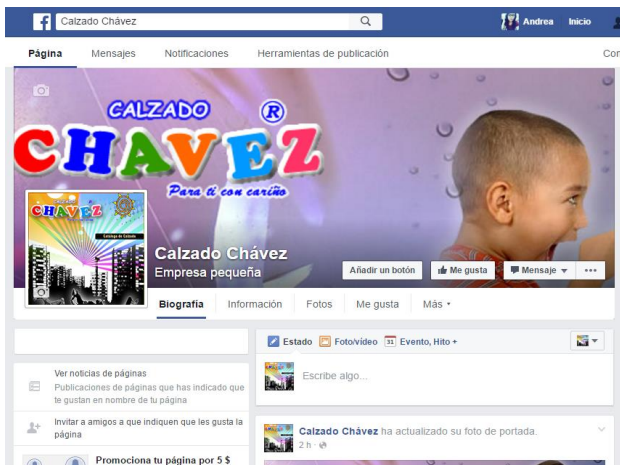 Calzado Chávez
Andrea Inicio
Página Mensajes Notificaciones Herramientas de publicación
CALZADO ®
CHAVEZ
Para ti con cariño
CHAVEZ
Catálogo de Calzado
Calzado Chávez
Empresa pequeña
Añadir un botón Me gusta Mensaje ...
Biografía Información Fotos Me gusta Más
Estado Foto/vídeo 31 Evento, Hito +
Escribe algo...
Ver noticias de páginas
Publicaciones de páginas que has indicado que
te gustan en nombre de tu página
Invitar a amigos a que indiquen que les gusta la
página
Promociona tu página por 5 $
Calzado Chávez ha actualizado su foto de portada.
2 h ·